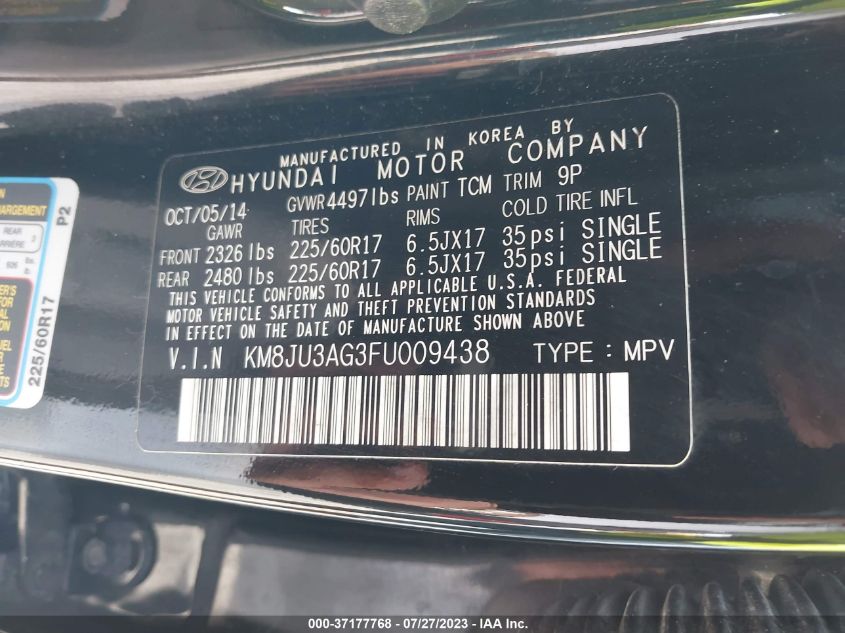 MANUFACTURED IN KOREA BY
HYUNDAI MOTOR COMPANY
OCT/05/14 GVWR 4497 lbs PAINT TCM TRIM 9P
GAWR TIRES RIMS COLD TIRE INFL
FRONT 2326 lbs 225/60R17 6.5JX17 35psi SINGLE
REAR 2480 lbs 225/60R17 6.5JX17 35psi SINGLE
THIS VEHICLE CONFORMS TO ALL APPLICABLE U.S.A. FEDERAL
MOTOR VEHICLE SAFETY AND THEFT PREVENTION STANDARDS
IN EFFECT ON THE DATE OF MANUFACTURE SHOWN ABOVE
V.I.N KM8JU3AG3FU009438 TYPE : MPV
P2
REAR
225/60R17
000-37177768 - 07/27/2023 - IAA Inc.